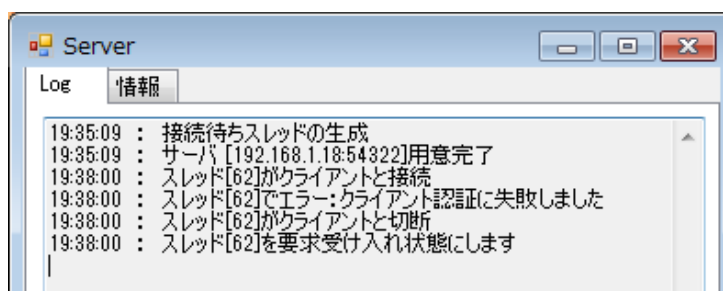 Server
Log 情報
19:35:09 : 接続待ちスレッドの生成
19:35:09 : サーバ [192.168.1.18:54322]用意完了
19:38:00 : スレッド[62]がクライアントと接続
19:38:00 : スレッド[62]でエラー:クライアント認証に失敗しました
19:38:00 : スレッド[62]がクライアントと切断
19:38:00 : スレッド[62]を要求受け入れ状態にします